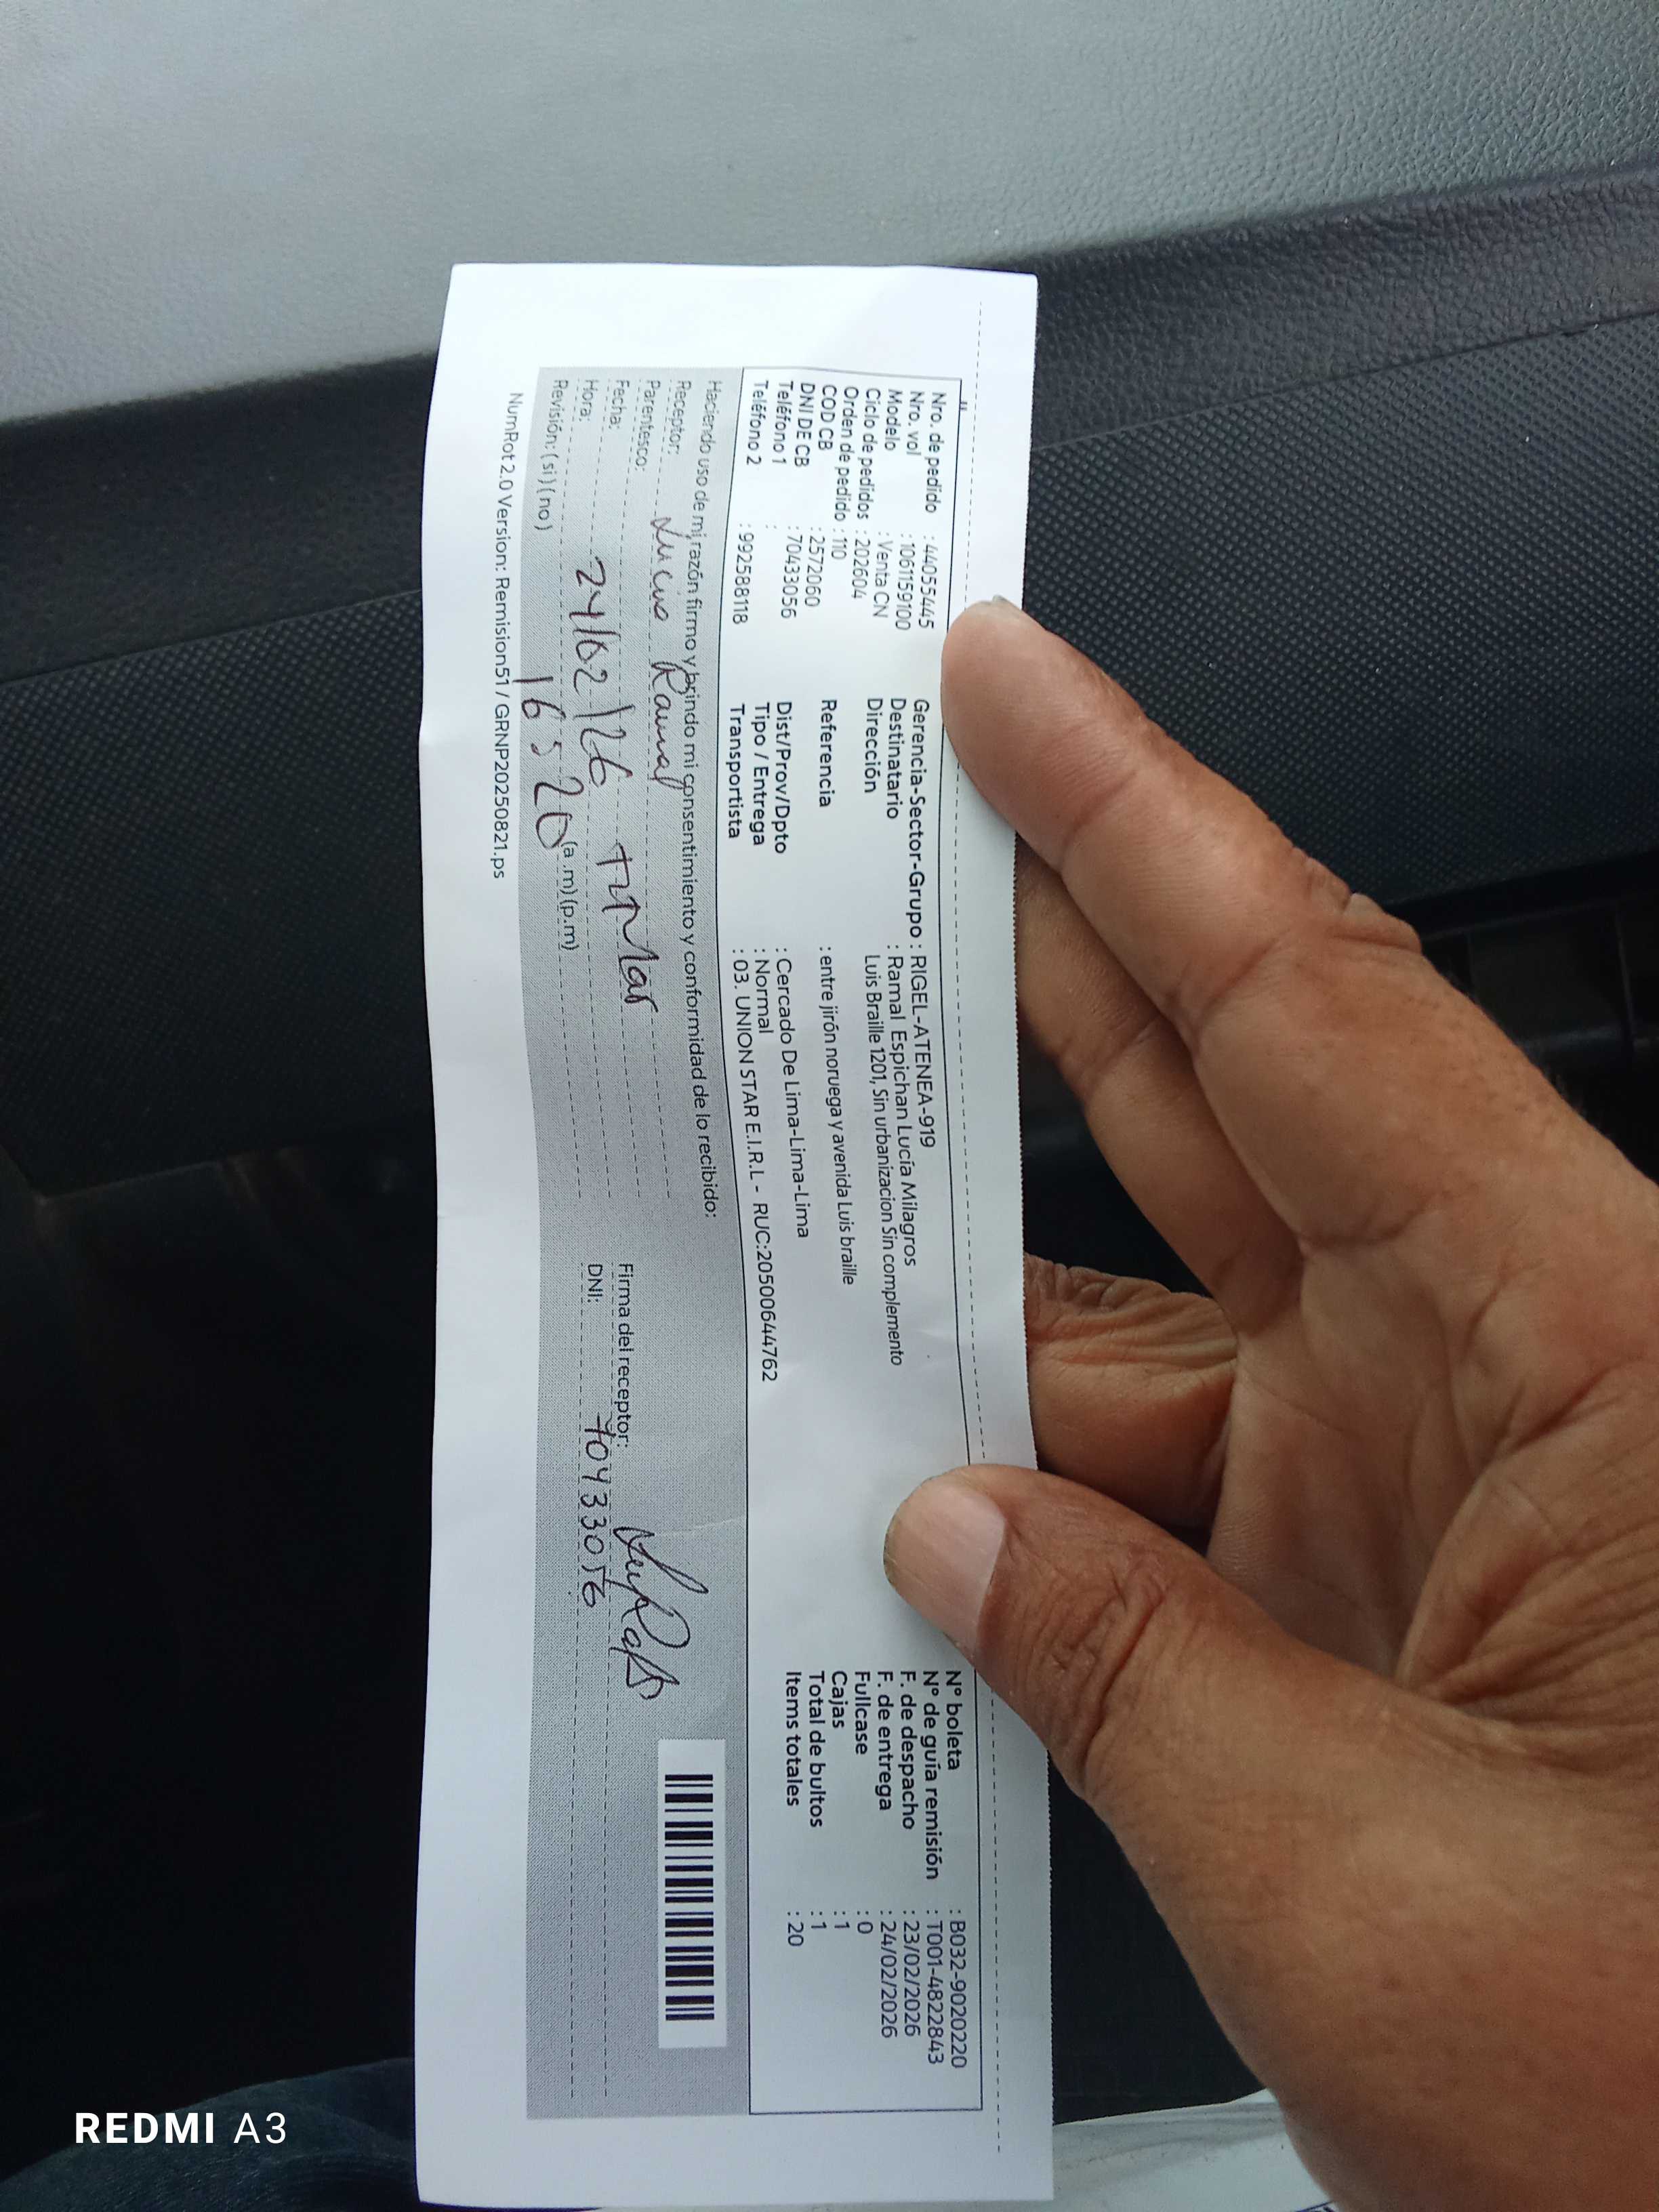 Nro. de pedido : 44055445
Nro. vol : 1061159100
Modelo : Venta CN
Ciclo de pedidos : 202604
Orden de pedido : 110
COD CB : 2572060
DNI DE CB : 70433056
Teléfono 1 :
Teléfono 2 : 992588118
Gerencia-Sector-Grupo : RIGEL-ATENEA-919
Destinatario : Ramal Espichan Lucía Milagros
Dirección Luis Braille 1201, Sin urbanizacion Sin complemento
Referencia : entre jirón noruega y avenida Luis braille
Dist/Prov/Dpto : Cercado De Lima-Lima-Lima
Tipo / Entrega : Normal
Transportista : 03. UNION STAR E.I.R.L - RUC:20500644762
N° boleta : B032-9020220
N° de guía remisión : T001-4822843
F. de despacho : 23/02/2026
F. de entrega : 24/02/2026
Fullcase : 0
Cajas : 1
Total de bultos : 1
Items totales : 20
Haciendo uso de mi razón firmo y brindo mi consentimiento y conformidad de lo recibido:
Receptor: Lucia Ramal
Parentesco: titular
Fecha: 24/02/26
Hora: 16:20 (a.m) (p.m)
Revisión: (si) (no)
Firma del receptor:
DNI: 70433056
NumRot 2.0 Version: Remision51 / GRNP20250821.ps
REDMI A3